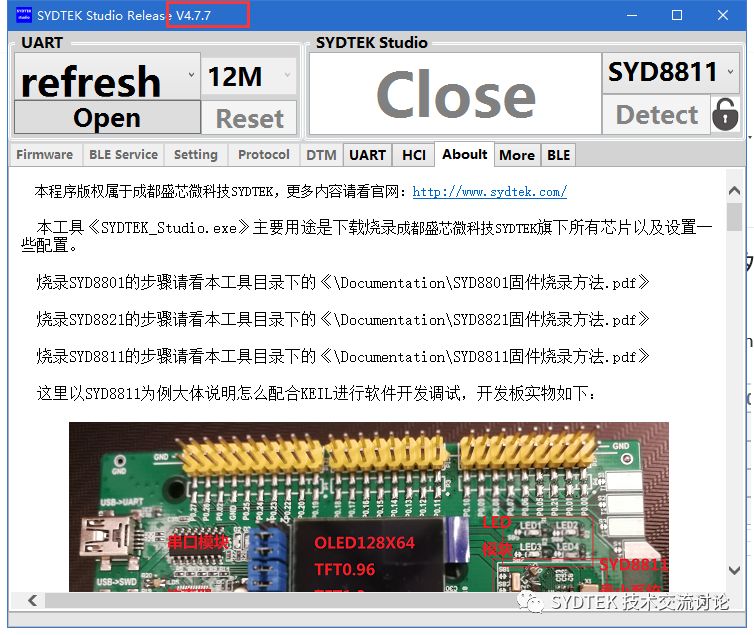 SYDTEK Studio Release V4.7.7
UART
SYDTEK Studio
refresh
12M
Close
SYD8811
Open
Reset
Detect
Firmware
BLE Service
Setting
Protocol
DTM
UART
HCI
Aboult
More
BLE
本程序版权属于成都盛芯微科技SYDTEK，更多内容请看官网：http://www.sydtek.com/
本工具《SYDTEK_Studio.exe》主要用途是下载烧录成都盛芯微科技SYDTEK旗下所有芯片以及设置一
些配置。
烧录SYD8801的步骤请看本工具目录下的《\Documentation\SYD8801固件烧录方法.pdf》
烧录SYD8821的步骤请看本工具目录下的《\Documentation\SYD8821固件烧录方法.pdf》
烧录SYD8811的步骤请看本工具目录下的《\Documentation\SYD8811固件烧录方法.pdf》
这里以SYD8811为例大体说明怎么配合KEIL进行软件开发调试，开发板实物如下：
GND
GND
GND
USB->UART
串口模块
OLED128X64
TFT0.96
LED
模块
LED1
LED2
LED3
LED4
SYD8811
USB->SWD
SYDTEK 技术交流讨论